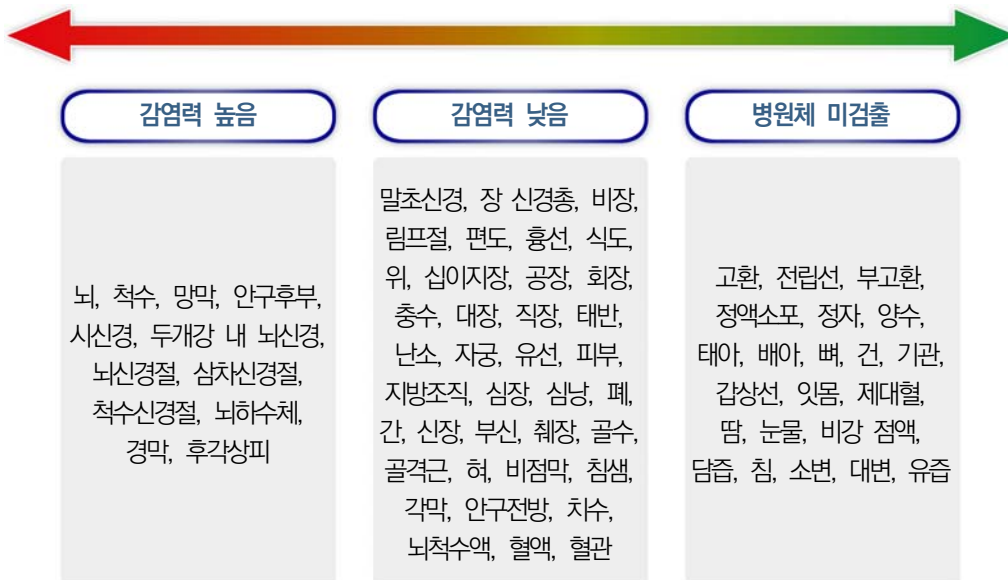 감염력 높음
뇌, 척수, 망막, 안구후부,
시신경, 두개강 내 뇌신경,
뇌신경절, 삼차신경절,
척수신경절, 뇌하수체,
경막, 후각상피
감염력 낮음
말초신경, 장 신경총, 비장,
림프절, 편도, 흉선, 식도,
위, 십이지장, 공장, 회장,
충수, 대장, 직장, 태반,
난소, 자궁, 유선, 피부,
지방조직, 심장, 심낭, 폐,
간, 신장, 부신, 췌장, 골수,
골격근, 혀, 비점막, 침샘,
각막, 안구전방, 치수,
뇌척수액, 혈액, 혈관
병원체 미검출
고환, 전립선, 부고환,
정액소포, 정자, 양수,
태아, 배아, 뼈, 건, 기관,
갑상선, 잇몸, 제대혈,
땀, 눈물, 비강 점액,
담즙, 침, 소변, 대변, 유즙